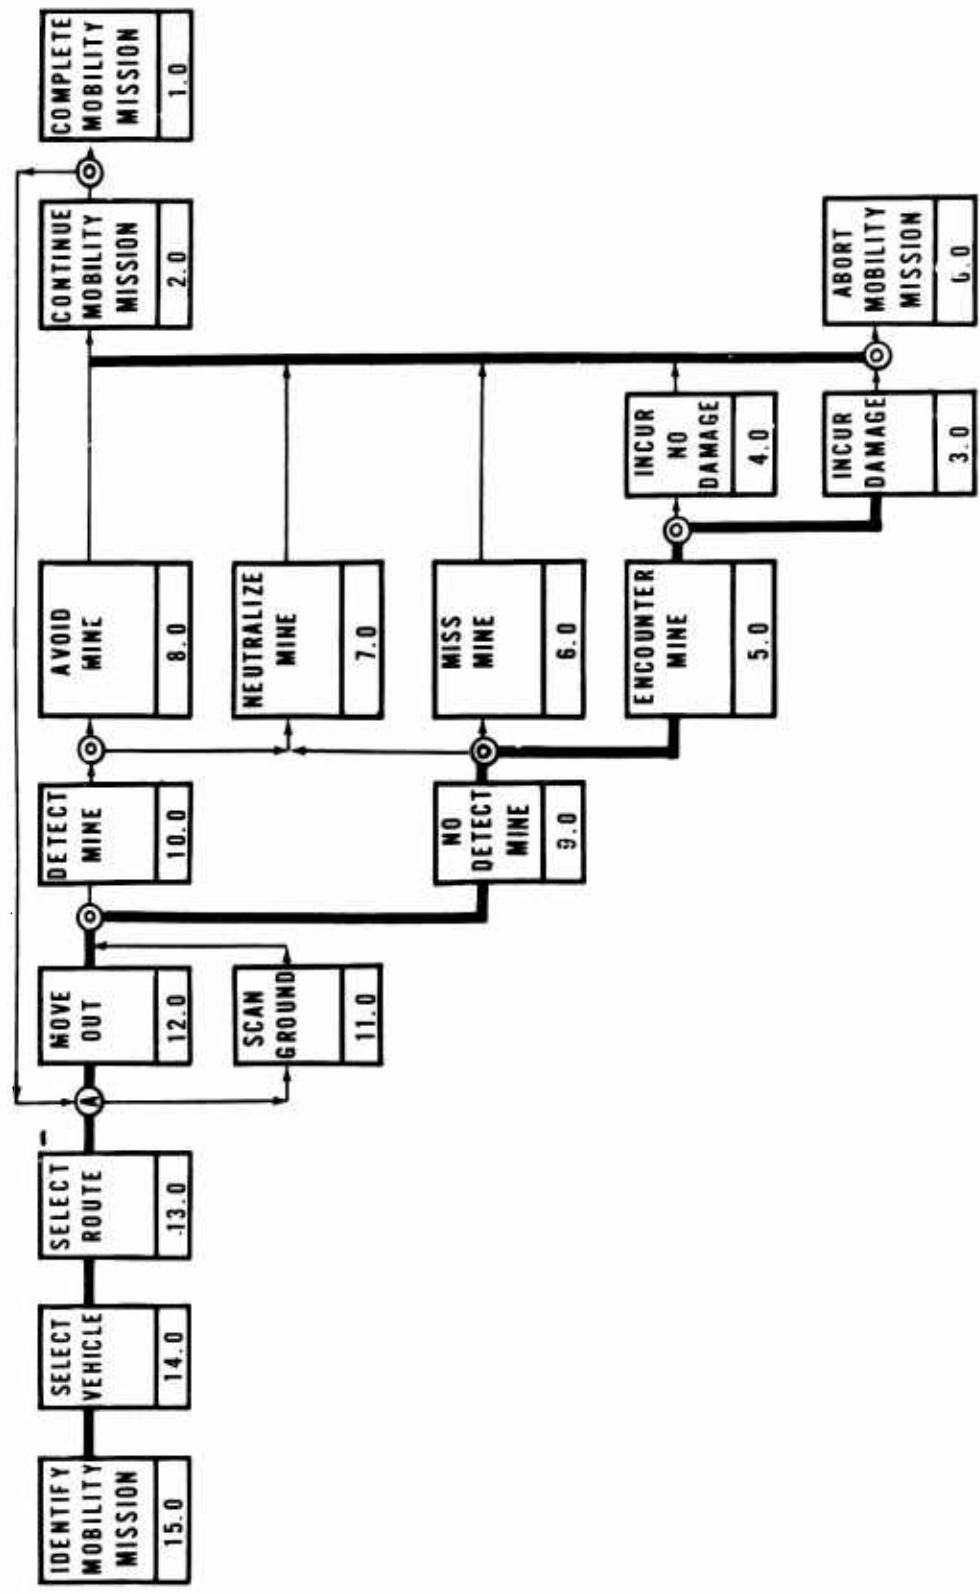 IDENTIFY
MOBILITY
MISSION
15.0
SELECT
VEHICLE
14.0
SELECT
ROUTE
13.0
A
MOVE
OUT
12.0
SCAN
GROUND
11.0
DETECT
MINE
10.0
NO
DETECT
MINE
9.0
AVOID
MINE
8.0
NEUTRALIZE
MINE
7.0
MISS
MINE
6.0
ENCOUNTER
MINE
5.0
INCUR
NO
DAMAGE
4.0
INCUR
DAMAGE
3.0
CONTINUE
MOBILITY
MISSION
2.0
ABORT
MOBILITY
MISSION
COMPLETE
MOBILITY
MISSION
1.0